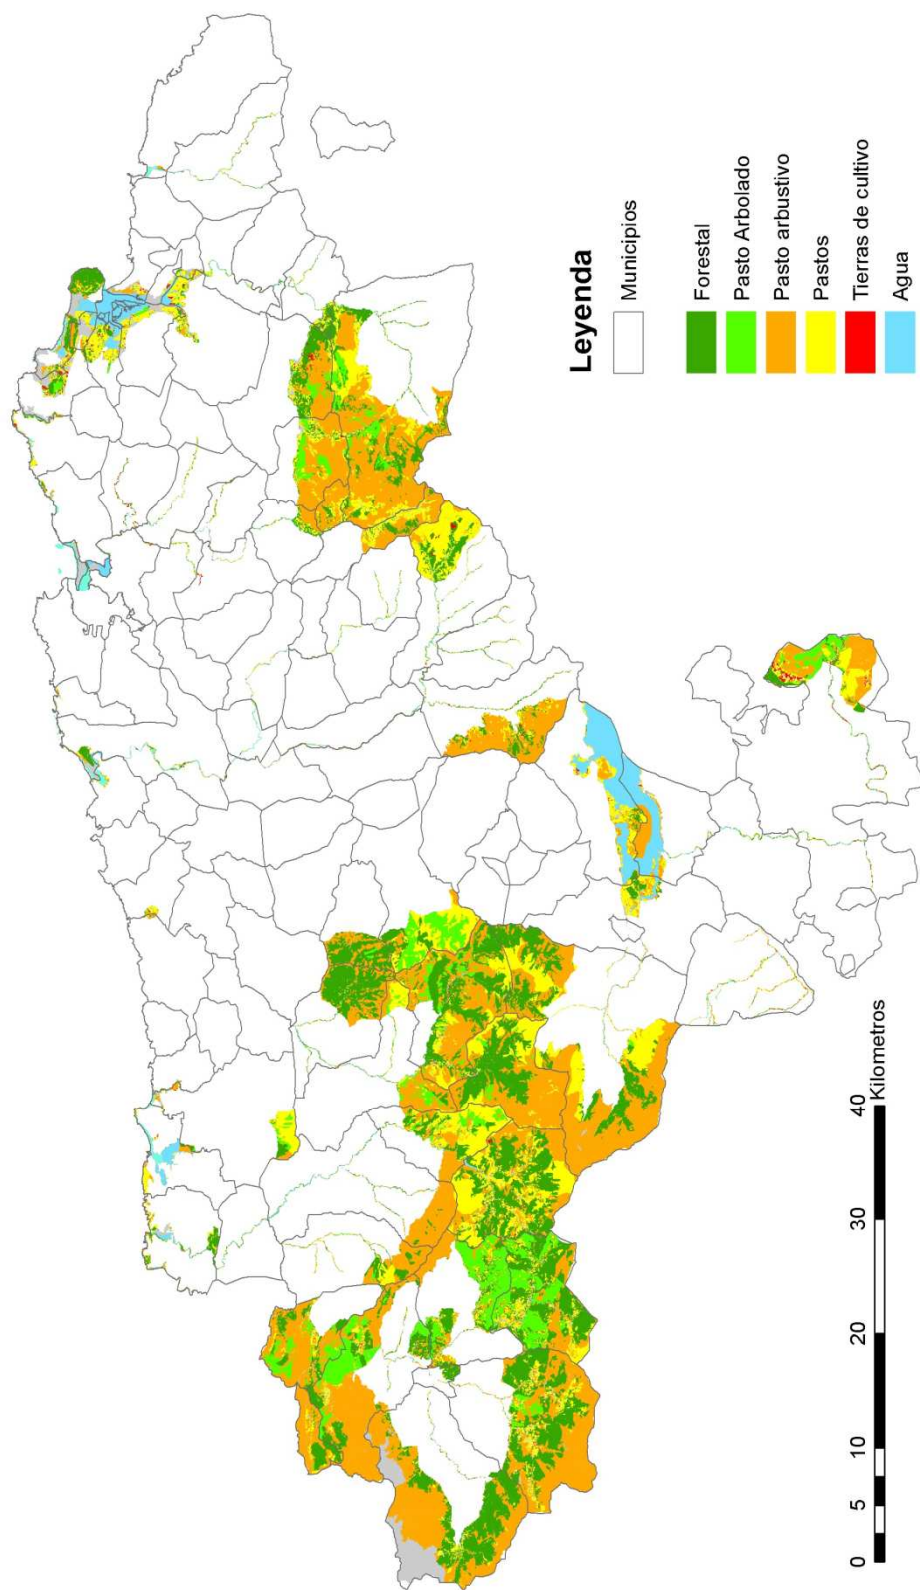 Leyenda
Municipios
Forestal
Pasto Arbolado
Pasto arbustivo
Pastos
Tierras de cultivo
Agua
0 5 10 20 30 40
Kilometros